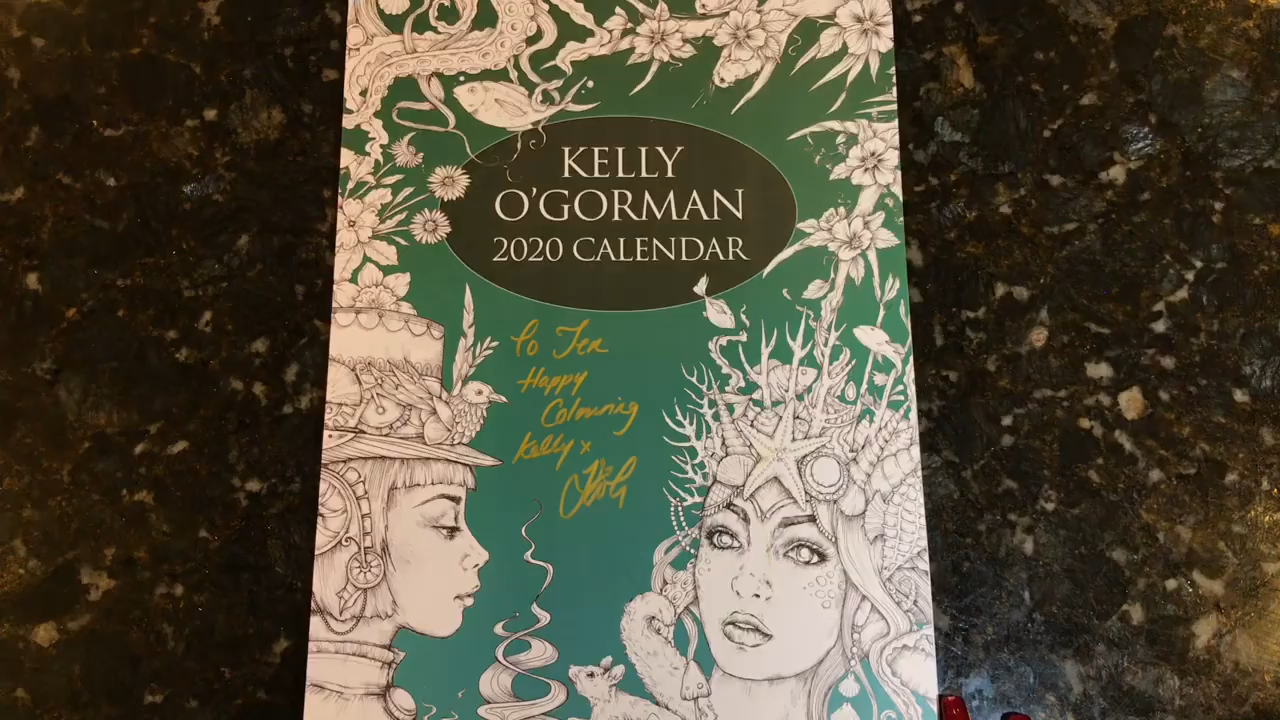 KELLY
O'GORMAN
2020 CALENDAR
To Jen
Happy
Colouring
Kelly x